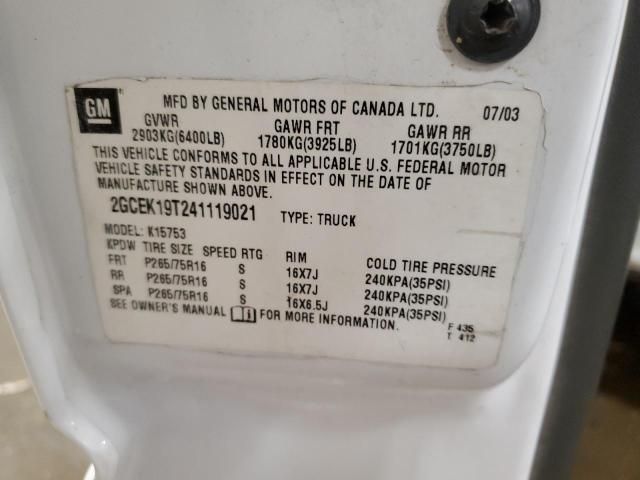 GM
MFD BY GENERAL MOTORS OF CANADA LTD. 07/03
GVWR GAWR FRT GAWR RR
2903KG(6400LB) 1780KG(3925LB) 1701KG(3750LB)
THIS VEHICLE CONFORMS TO ALL APPLICABLE U.S. FEDERAL MOTOR
VEHICLE SAFETY STANDARDS IN EFFECT ON THE DATE OF
MANUFACTURE SHOWN ABOVE.
2GCEK19T241119021 TYPE: TRUCK
MODEL: K15753
KPDW TIRE SIZE SPEED RTG RIM COLD TIRE PRESSURE
FRT P265/75R16 S 16X7J 240KPA(35PSI)
RR P265/75R16 S 16X7J 240KPA(35PSI)
SPA P265/75R16 S 16X6.5J 240KPA(35PSI)
SEE OWNER'S MANUAL FOR MORE INFORMATION.
F 435
T 412